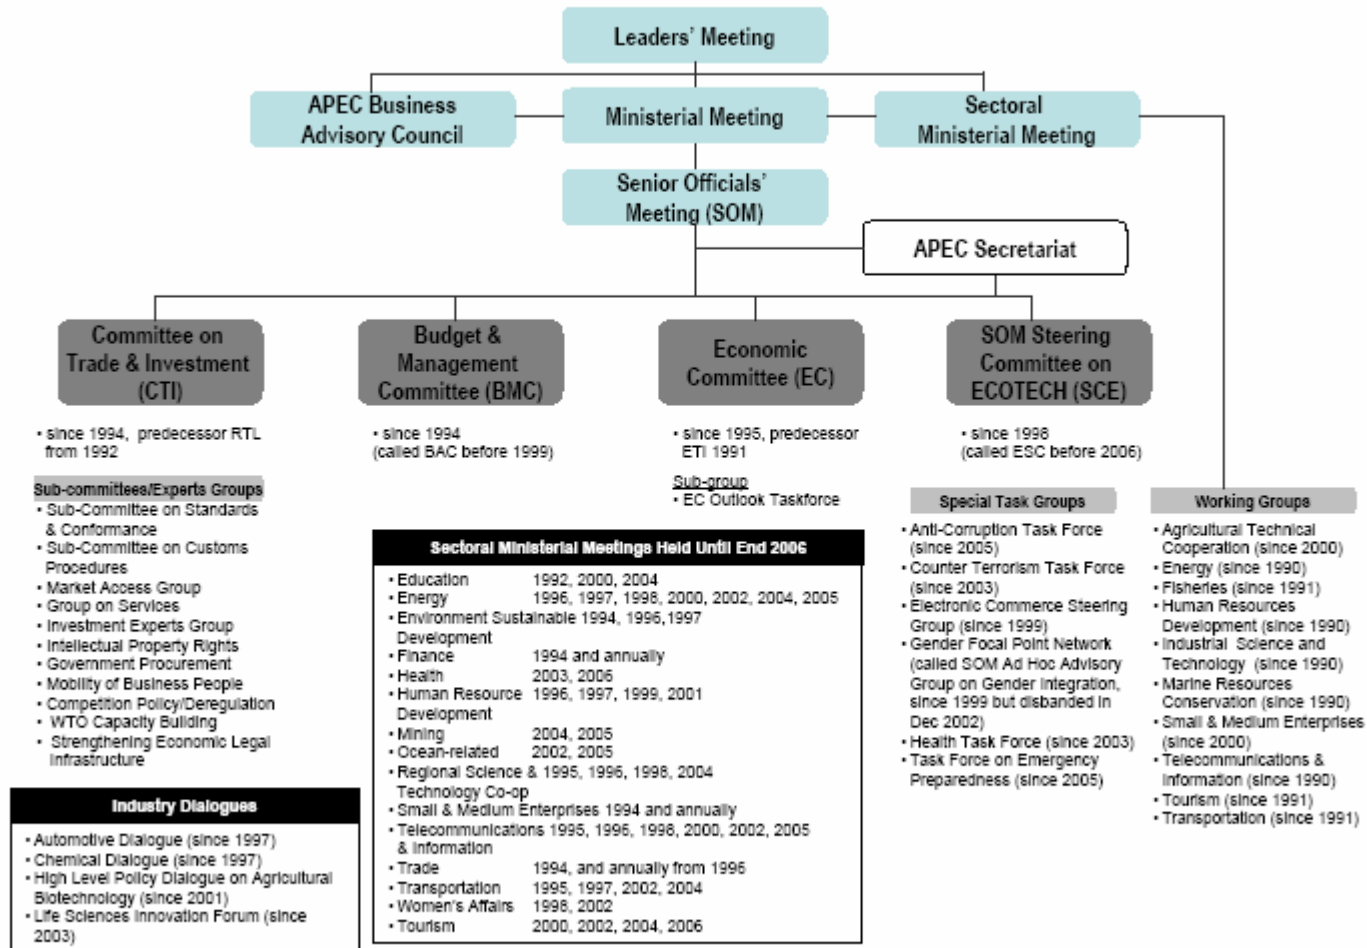 Leaders' Meeting
APEC Business
Advisory Council
Ministerial Meeting
Sectoral
Ministerial Meeting
Senior Officials'
Meeting (SOM)
APEC Secretariat
Committee on
Trade & Investment
(CTI)
Budget &
Management
Committee (BMC)
Economic
Committee (EC)
SOM Steering
Committee on
ECOTECH (SCE)
• since 1994, predecessor RTL
from 1992
• since 1994
(called BAC before 1999)
• since 1995, predecessor
ETI 1991
• since 1998
(called ESC before 2006)
Sub-committees/Experts Groups
• Sub-Committee on Standards
& Conformance
• Sub-Committee on Customs
Procedures
• Market Access Group
• Group on Services
• Investment Experts Group
• Intellectual Property Rights
• Government Procurement
• Mobility of Business People
• Competition Policy/Deregulation
• WTO Capacity Building
• Strengthening Economic Legal
Infrastructure
Industry Dialogues
• Automotive Dialogue (since 1997)
• Chemical Dialogue (since 1997)
• High Level Policy Dialogue on Agricultural
Biotechnology (since 2001)
• Life Sciences Innovation Forum (since
2003)
Sub-group
• EC Outlook Taskforce
Sectoral Ministerial Meetings Held Until End 2006
• Education 1992, 2000, 2004
• Energy 1996, 1997, 1998, 2000, 2002, 2004, 2005
• Environment Sustainable 1994, 1996,1997
Development
• Finance 1994 and annually
• Health 2003, 2006
• Human Resource 1996, 1997, 1999, 2001
Development
• Mining 2004, 2005
• Ocean-related 2002, 2005
• Regional Science & 1995, 1996, 1998, 2004
Technology Co-op
• Small & Medium Enterprises 1994 and annually
• Telecommunications 1995, 1996, 1998, 2000, 2002, 2005
& Information
• Trade 1994, and annually from 1996
• Transportation 1995, 1997, 2002, 2004
• Women's Affairs 1998, 2002
• Tourism 2000, 2002, 2004, 2006
Special Task Groups
• Anti-Corruption Task Force
(since 2005)
• Counter Terrorism Task Force
(since 2003)
• Electronic Commerce Steering
Group (since 1999)
• Gender Focal Point Network
(called SOM Ad Hoc Advisory
Group on Gender Integration,
since 1999 but disbanded in
Dec 2002)
• Health Task Force (since 2003)
• Task Force on Emergency
Preparedness (since 2005)
Working Groups
• Agricultural Technical
Cooperation (since 2000)
• Energy (since 1990)
• Fisheries (since 1991)
• Human Resources
Development (since 1990)
• Industrial Science and
Technology (since 1990)
• Marine Resources
Conservation (since 1990)
• Small & Medium Enterprises
(since 2000)
• Telecommunications &
Information (since 1990)
• Tourism (since 1991)
• Transportation (since 1991)